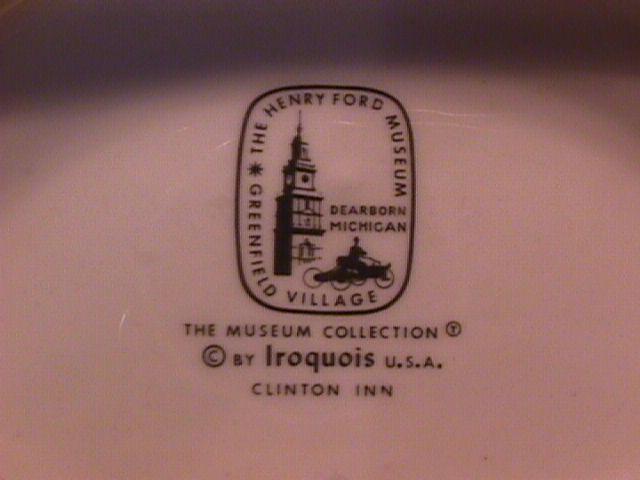 THE HENRY FORD MUSEUM
* GREENFIELD VILLAGE
DEARBORN
MICHIGAN
THE MUSEUM COLLECTION Ⓣ
© BY Iroquois U.S.A.
CLINTON INN